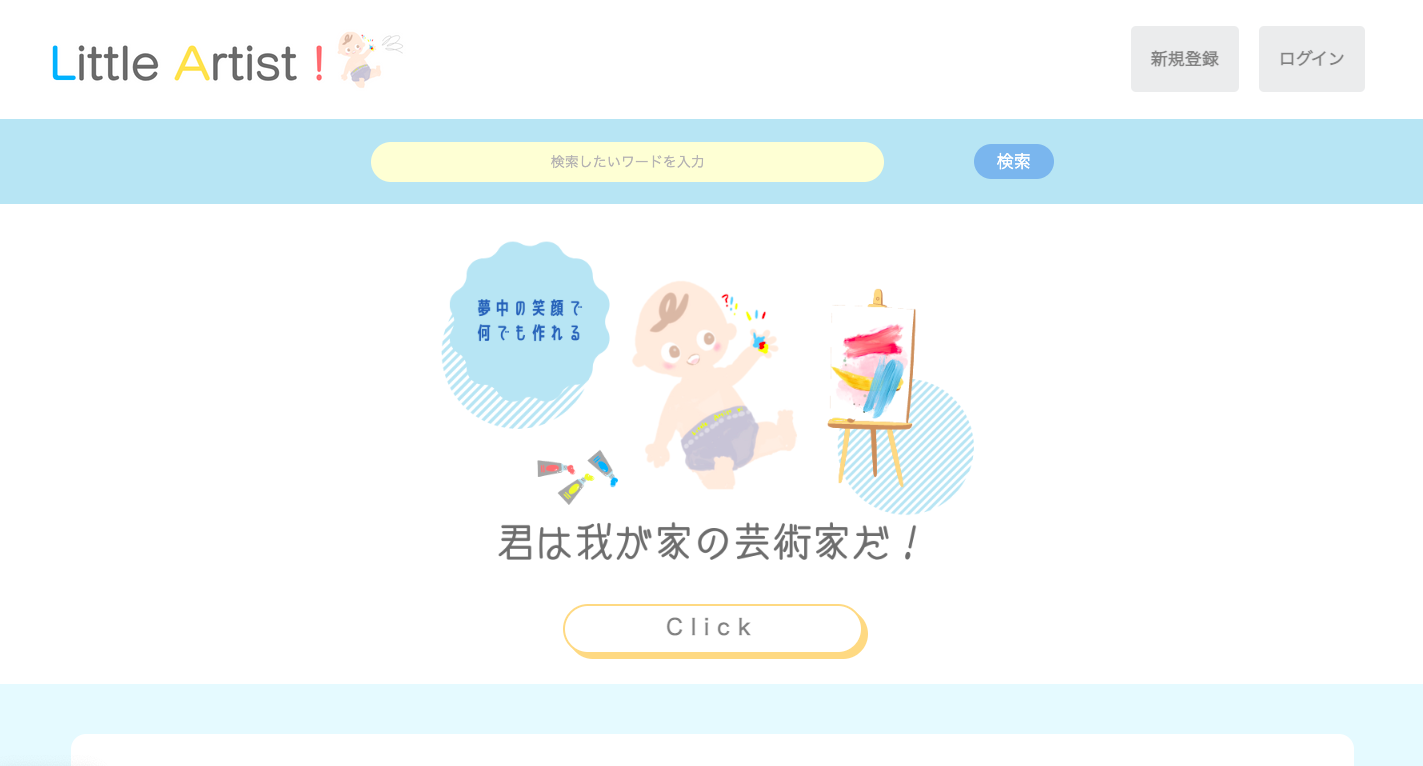 Little Artist !
新規登録
ログイン
検索したいワードを入力
検索
夢中の笑顔で
何でも作れる
君は我が家の芸術家だ！
Click